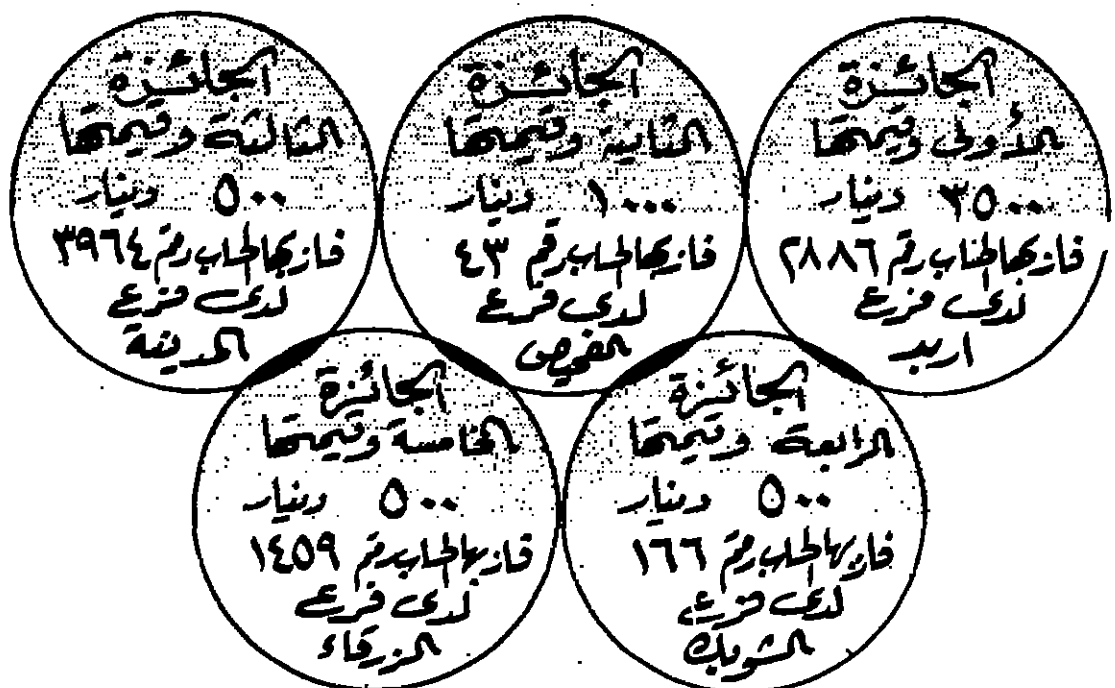 الجائزة
الأولى وقيمتها
٣٥٠٠ دينار
فاز بها الحساب رقم ٢٨٨٦
لدى فرع
اربد
الجائزة
الثانية وقيمتها
١٠٠٠ دينار
فاز بها الحساب رقم ٤٣
لدى فرع
الفحيص
الجائزة
الثالثة وقيمتها
٥٠٠ دينار
فاز بها الحساب رقم ٣٩٦٤
لدى فرع
المدينة
الجائزة
الرابعة وقيمتها
٥٠٠ دينار
فاز بها الحساب رقم ١٦٦
لدى فرع
الشوبك
الجائزة
الخامسة وقيمتها
٥٠٠ دينار
فاز بها الحساب رقم ١٤٥٩
لدى فرع
الزرقاء